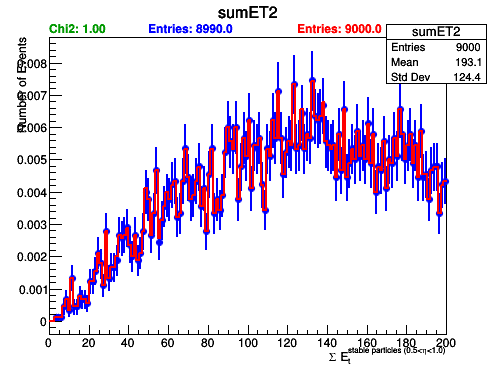 sumET2
Chi2: 1.00 Entries: 8990.0 Entries: 9000.0
sumET2
Entries 9000
Mean 193.1
Std Dev 124.4
Number of Events
0.008
0.007
0.006
0.005
0.004
0.003
0.002
0.001
0
0 20 40 60 80 100 120 140 160 180 200
Σ E_t^stable particles (0.5<η<1.0)